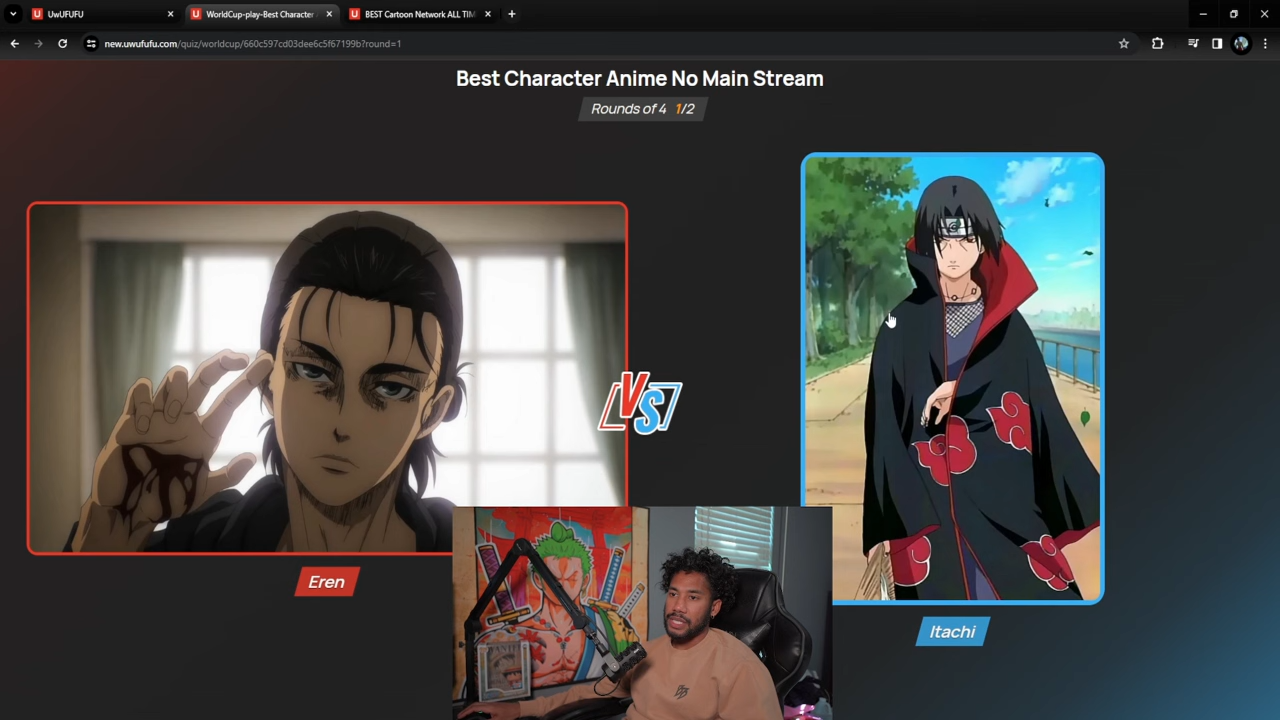 UwUFUFU
WorldCup-play-Best Character
BEST Cartoon Network ALL TIM
new.uwufufu.com/quiz/worldcup/660c597cd03dee6c5f67199b?round=1
Best Character Anime No Main Stream
Rounds of 4 1/2
VS
Eren
Itachi